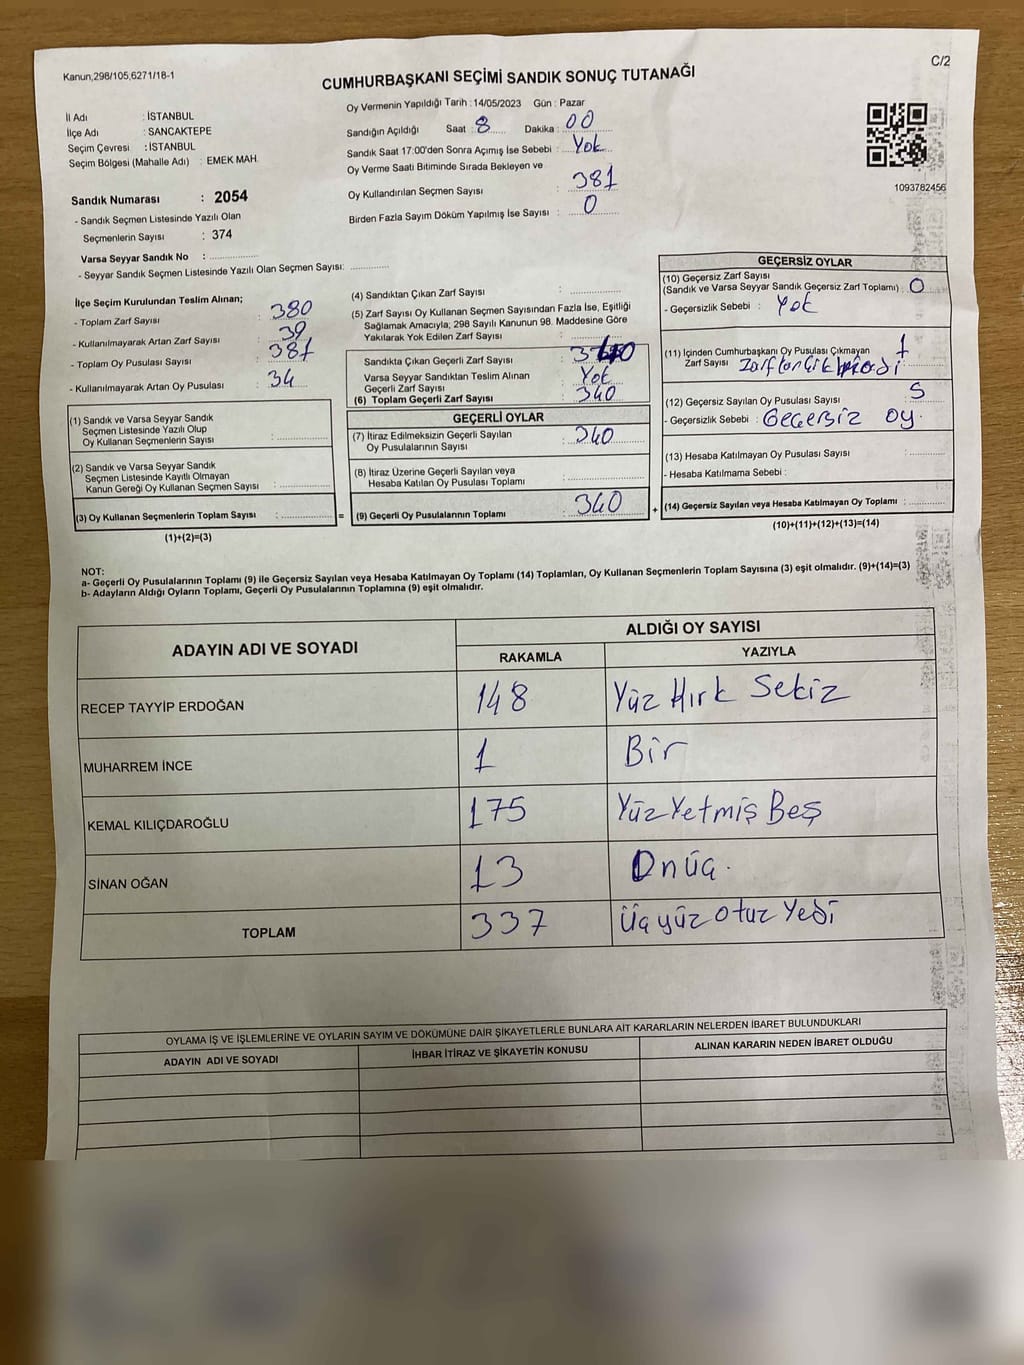 Kanun,298/105,6271/18-1
C/2
CUMHURBAŞKANI SEÇİMİ SANDIK SONUÇ TUTANAĞI
İl Adı : İSTANBUL
İlçe Adı : SANCAKTEPE
Seçim Çevresi : İSTANBUL
Seçim Bölgesi (Mahalle Adı) : EMEK MAH.
Sandık Numarası : 2054
- Sandık Seçmen Listesinde Yazılı Olan
Seçmenlerin Sayısı : 374
Varsa Seyyar Sandık No :
- Seyyar Sandık Seçmen Listesinde Yazılı Olan Seçmen Sayısı:
Oy Vermenin Yapıldığı Tarih : 14/05/2023 Gün : Pazar
Sandığın Açıldığı Saat : 8 Dakika : 00
Sandık Saat 17:00'den Sonra Açımış İse Sebebi : Yok
Oy Verme Saati Bitiminde Sırada Bekleyen ve
Oy Kullandırılan Seçmen Sayısı : 381
Birden Fazla Sayım Döküm Yapılmış İse Sayısı : 0
1093782456
İlçe Seçim Kurulundan Teslim Alınan;
- Toplam Zarf Sayısı : 380
- Kullanılmayarak Artan Zarf Sayısı : 39
- Toplam Oy Pusulası Sayısı : 381
- Kullanılmayarak Artan Oy Pusulası : 34
(1) Sandık ve Varsa Seyyar Sandık
Seçmen Listesinde Yazılı Olup
Oy Kullanan Seçmenlerin Sayısı :
(2) Sandık ve Varsa Seyyar Sandık
Seçmen Listesinde Kayıtlı Olmayan
Kanun Gereği Oy Kullanan Seçmen Sayısı :
(3) Oy Kullanan Seçmenlerin Toplam Sayısı : =
(1)+(2)=(3)
(4) Sandıktan Çıkan Zarf Sayısı :
(5) Zarf Sayısı Oy Kullanan Seçmen Sayısından Fazla İse, Eşitliği
Sağlamak Amacıyla; 298 Sayılı Kanunun 98. Maddesine Göre
Yakılarak Yok Edilen Zarf Sayısı :
Sandıkta Çıkan Geçerli Zarf Sayısı :
Varsa Seyyar Sandıktan Teslim Alınan
Geçerli Zarf Sayısı : Yok
(6) Toplam Geçerli Zarf Sayısı : 340
GEÇERLİ OYLAR
(7) İtiraz Edilmeksizin Geçerli Sayılan
Oy Pusulalarının Sayısı : 340
(8) İtiraz Üzerine Geçerli Sayılan veya
Hesaba Katılan Oy Pusulası Toplamı :
(9) Geçerli Oy Pusulalarının Toplamı : 340 +
GEÇERSİZ OYLAR
(10) Geçersiz Zarf Sayısı
(Sandık ve Varsa Seyyar Sandık Geçersiz Zarf Toplamı) : 0
- Geçersizlik Sebebi : Yok
(11) İçinden Cumhurbaşkanı Oy Pusulası Çıkmayan
Zarf Sayısı : 1
(12) Geçersiz Sayılan Oy Pusulası Sayısı : 5
- Geçersizlik Sebebi : Geçersiz oy.
(13) Hesaba Katılmayan Oy Pusulası Sayısı :
- Hesaba Katılmama Sebebi :
(14) Geçersiz Sayılan veya Hesaba Katılmayan Oy Toplamı :
(10)+(11)+(12)+(13)=(14)
NOT:
a- Geçerli Oy Pusulalarının Toplamı (9) ile Geçersiz Sayılan veya Hesaba Katılmayan Oy Toplamı (14) Toplamları, Oy Kullanan Seçmenlerin Toplam Sayısına (3) eşit olmalıdır. (9)+(14)=(3)
b- Adayların Aldığı Oyların Toplamı, Geçerli Oy Pusulalarının Toplamına (9) eşit olmalıdır.
ADAYIN ADI VE SOYADI
ALDIĞI OY SAYISI
RAKAMLA YAZIYLA
RECEP TAYYİP ERDOĞAN 148 Yüz Kırk Sekiz
MUHARREM İNCE 1 Bir
KEMAL KILIÇDAROĞLU 175 Yüz Yetmiş Beş
SİNAN OĞAN 13 Onüç.
TOPLAM 337 Üçyüz otuz Yedi
OYLAMA İŞ VE İŞLEMLERİNE VE OYLARIN SAYIM VE DÖKÜMÜNE DAİR ŞİKAYETLERLE BUNLARA AİT KARARLARIN NELERDEN İBARET BULUNDUKLARI
ADAYIN ADI VE SOYADI İHBAR İTİRAZ VE ŞİKAYETİN KONUSU ALINAN KARARIN NEDEN İBARET OLDUĞU